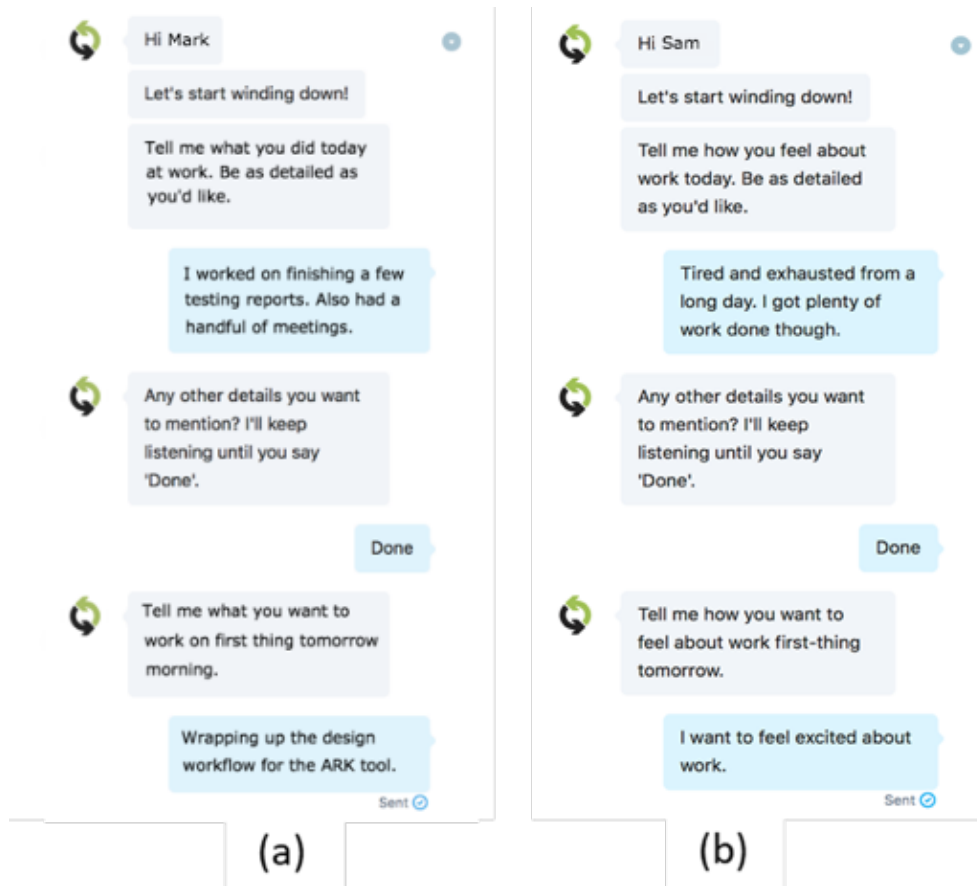 Hi Mark
Let's start winding down!
Tell me what you did today
at work. Be as detailed as
you'd like.
I worked on finishing a few
testing reports. Also had a
handful of meetings.
Any other details you want
to mention? I'll keep
listening until you say
'Done'.
Done
Tell me what you want to
work on first thing tomorrow
morning.
Wrapping up the design
workflow for the ARK tool.
Sent
(a)
Hi Sam
Let's start winding down!
Tell me how you feel about
work today. Be as detailed
as you'd like.
Tired and exhausted from a
long day. I got plenty of
work done though.
Any other details you want
to mention? I'll keep
listening until you say
'Done'.
Done
Tell me how you want to
feel about work first-thing
tomorrow.
I want to feel excited about
work.
Sent
(b)